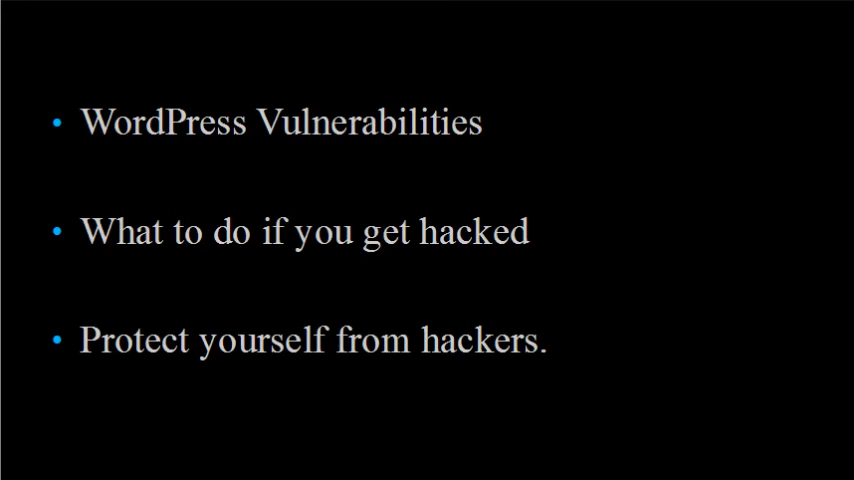 • WordPress Vulnerabilities
• What to do if you get hacked
• Protect yourself from hackers.